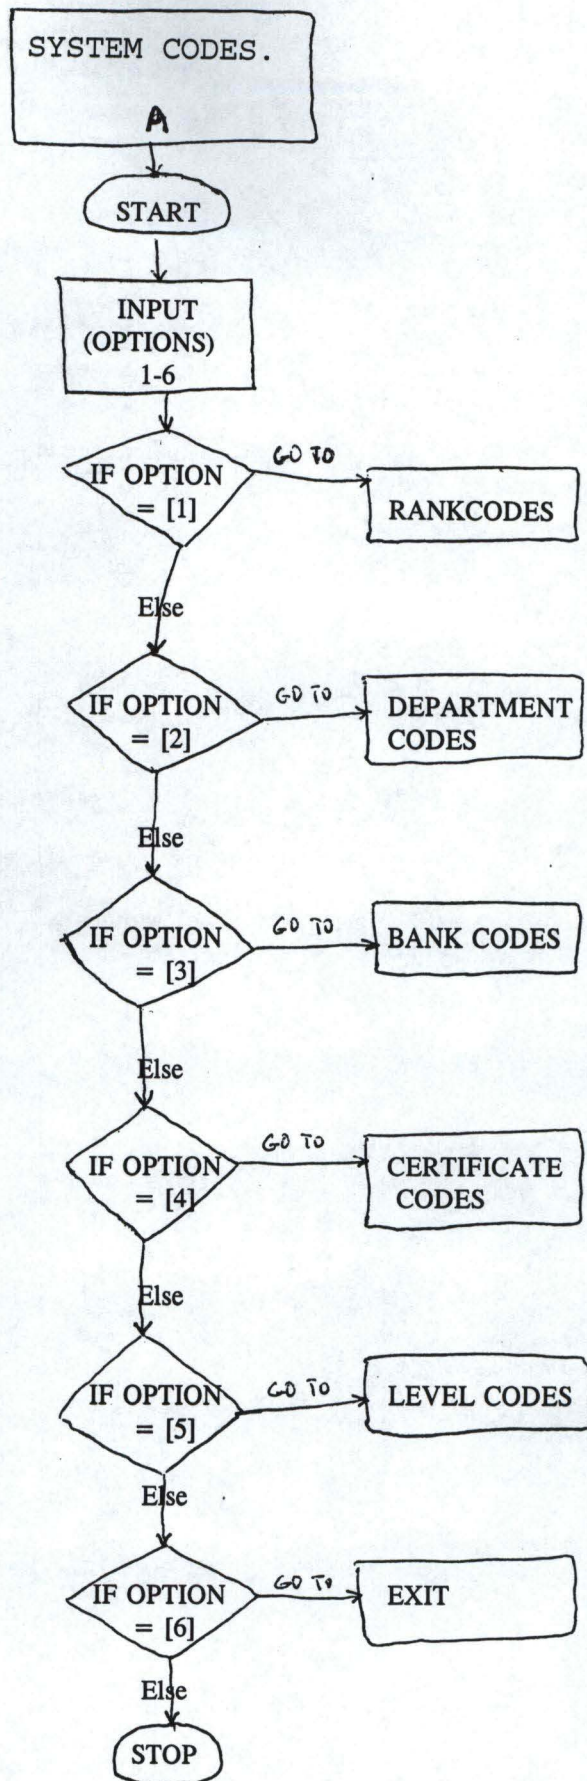 SYSTEM CODES.
A
START
INPUT
(OPTIONS)
1-6
IF OPTION
= [1]
GO TO
RANKCODES
Else
IF OPTION
= [2]
GO TO
DEPARTMENT
CODES
Else
IF OPTION
= [3]
GO TO
BANK CODES
Else
IF OPTION
= [4]
GO TO
CERTIFICATE
CODES
Else
IF OPTION
= [5]
GO TO
LEVEL CODES
Else
IF OPTION
= [6]
GO TO
EXIT
Else
STOP